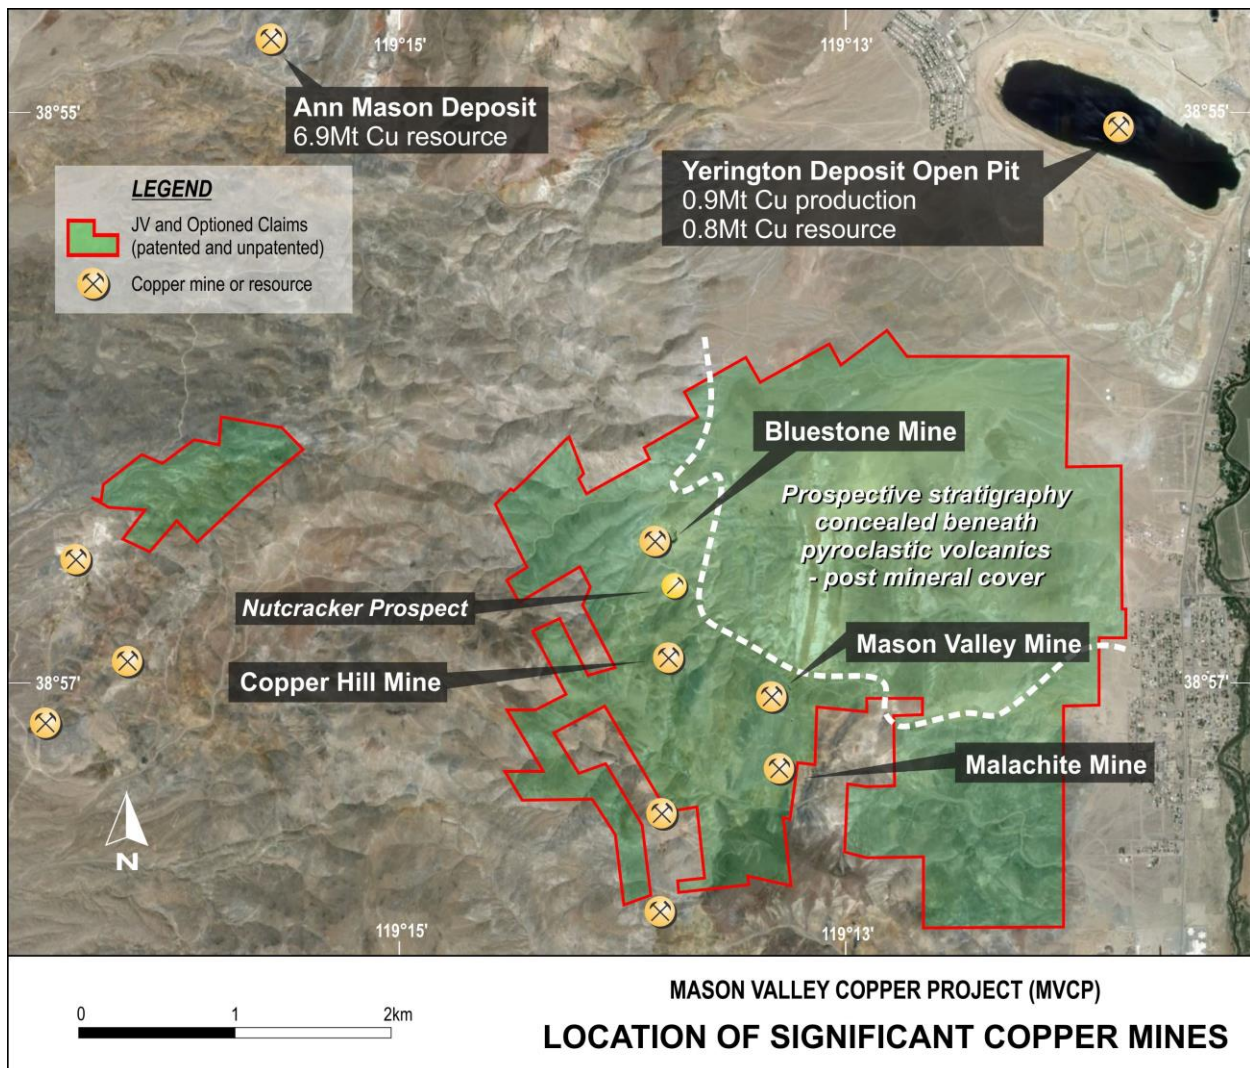 119°15'
119°13'
Ann Mason Deposit
6.9Mt Cu resource
38°55'
38°55'
Yerington Deposit Open Pit
0.9Mt Cu production
0.8Mt Cu resource
LEGEND
JV and Optioned Claims
(patented and unpatented)
Copper mine or resource
Bluestone Mine
Prospective stratigraphy
concealed beneath
pyroclastic volcanics
- post mineral cover
Nutcracker Prospect
Mason Valley Mine
Copper Hill Mine
38°57'
38°57'
Malachite Mine
N
119°15'
119°13'
0 1 2km
MASON VALLEY COPPER PROJECT (MVCP)
LOCATION OF SIGNIFICANT COPPER MINES